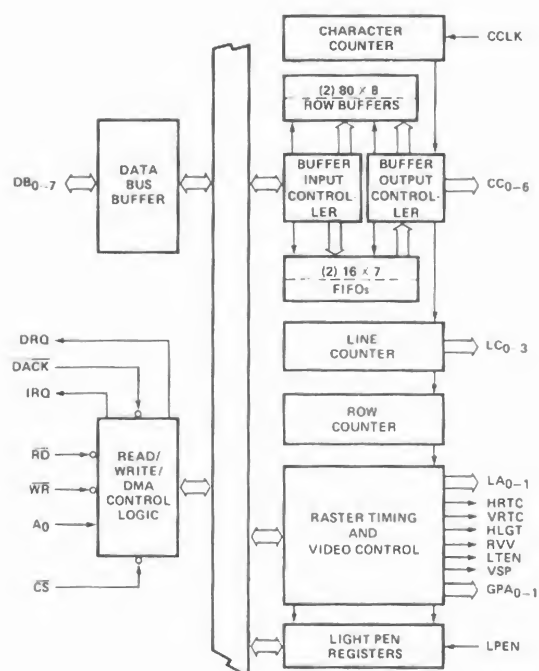 CHARACTER
COUNTER
CCLK
(2) 80 × 8
ROW BUFFERS
DB0–7
DATA
BUS
BUFFER
BUFFER
INPUT
CONTROL-
LER
BUFFER
OUTPUT
CONTROL-
LER
CC0–6
(2) 16 × 7
FIFOs
DRQ
DACK
IRQ
LINE
COUNTER
LC0–3
ROW
COUNTER
RD
WR
A0
CS
READ/
WRITE/
DMA
CONTROL
LOGIC
RASTER TIMING
AND
VIDEO CONTROL
LA0–1
HRTC
VRTC
HLGT
RVV
LTEN
VSP
GPA0–1
LIGHT PEN
REGISTERS
LPEN